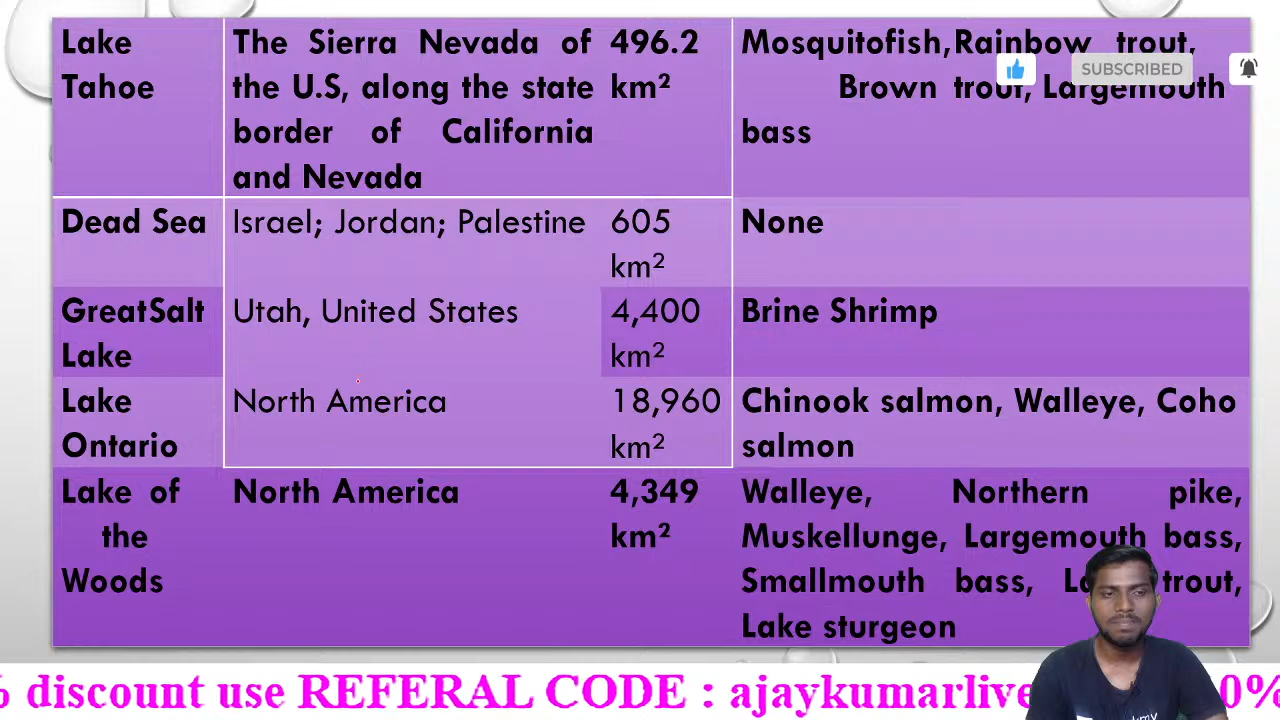 Lake Tahoe
The Sierra Nevada of
the U.S, along the state
border of California
and Nevada
496.2
km²
Mosquitofish,Rainbow trout,
Brown trout, Largemouth
bass
SUBSCRIBED
Dead Sea
Israel; Jordan; Palestine
605
km²
None
GreatSalt
Lake
Utah, United States
4,400
km²
Brine Shrimp
Lake
Ontario
North America
18,960
km²
Chinook salmon, Walleye, Coho
salmon
Lake of
the
Woods
North America
4,349
km²
Walleye, Northern pike,
Muskellunge, Largemouth bass,
Smallmouth bass, trout,
Lake sturgeon
% discount use REFERAL CODE : ajaykumarlive 0%